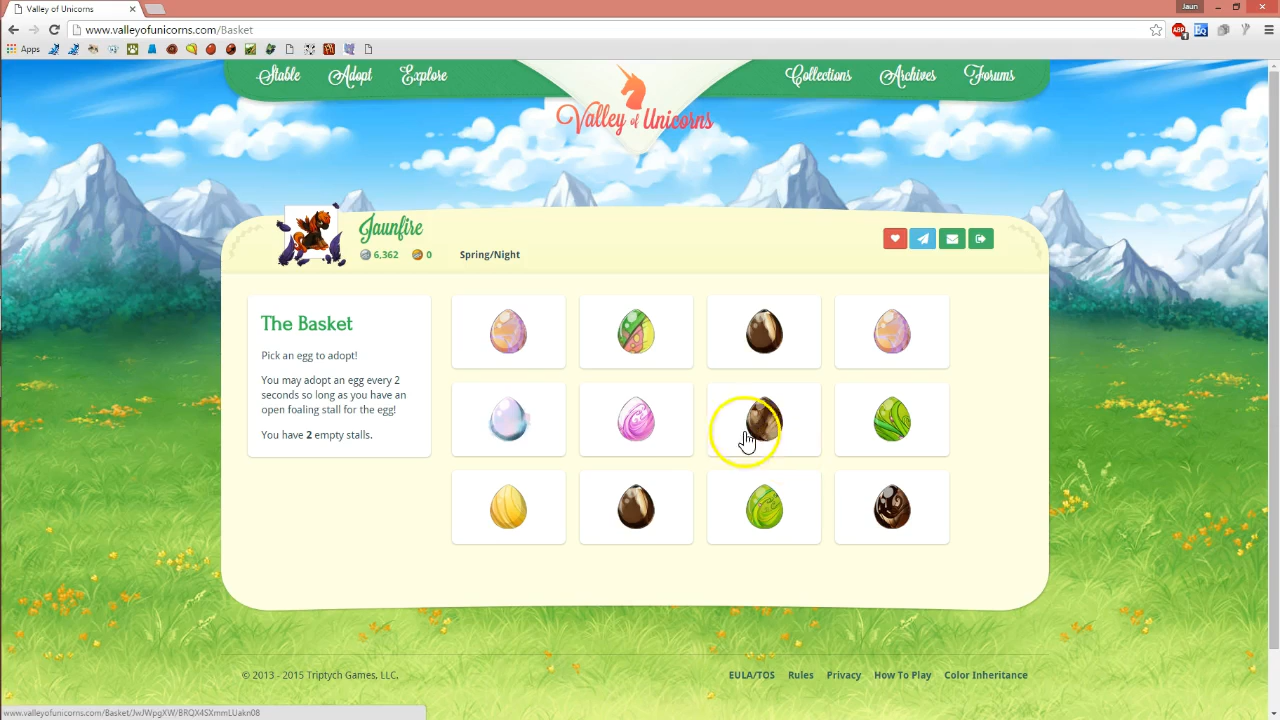 Valley of Unicorns
Jaun
www.valleyofunicorns.com/Basket
ABP
1
EQ
Apps
Stable Adopt Explore
Collections Archives Forums
Valley of Unicorns
Jaunfire
6,362 0 Spring/Night
The Basket
Pick an egg to adopt!
You may adopt an egg every 2
seconds so long as you have an
open foaling stall for the egg!
You have 2 empty stalls.
© 2013 - 2015 Triptych Games, LLC.
EULA/TOS Rules Privacy How To Play Color Inheritance
www.valleyofunicorns.com/Basket/JwJWpgXW/BRQX4SXmmLUakn08